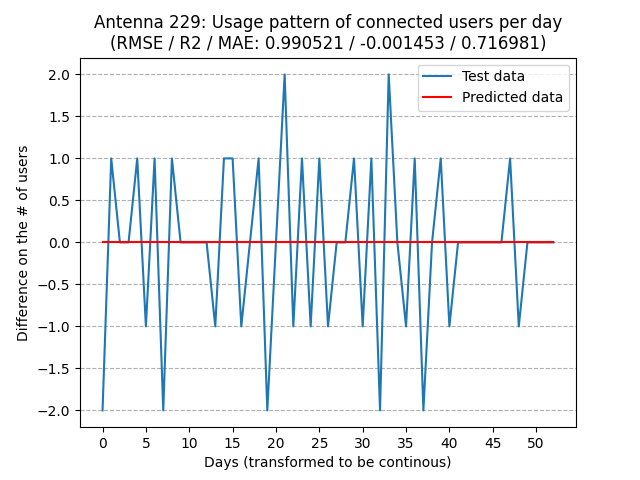 Antenna 229: Usage pattern of connected users per day
(RMSE / R2 / MAE: 0.990521 / -0.001453 / 0.716981)
Test data
Predicted data
2.0
1.5
1.0
0.5
0.0
−0.5
−1.0
−1.5
−2.0
Difference on the # of users
0 5 10 15 20 25 30 35 40 45 50
Days (transformed to be continous)